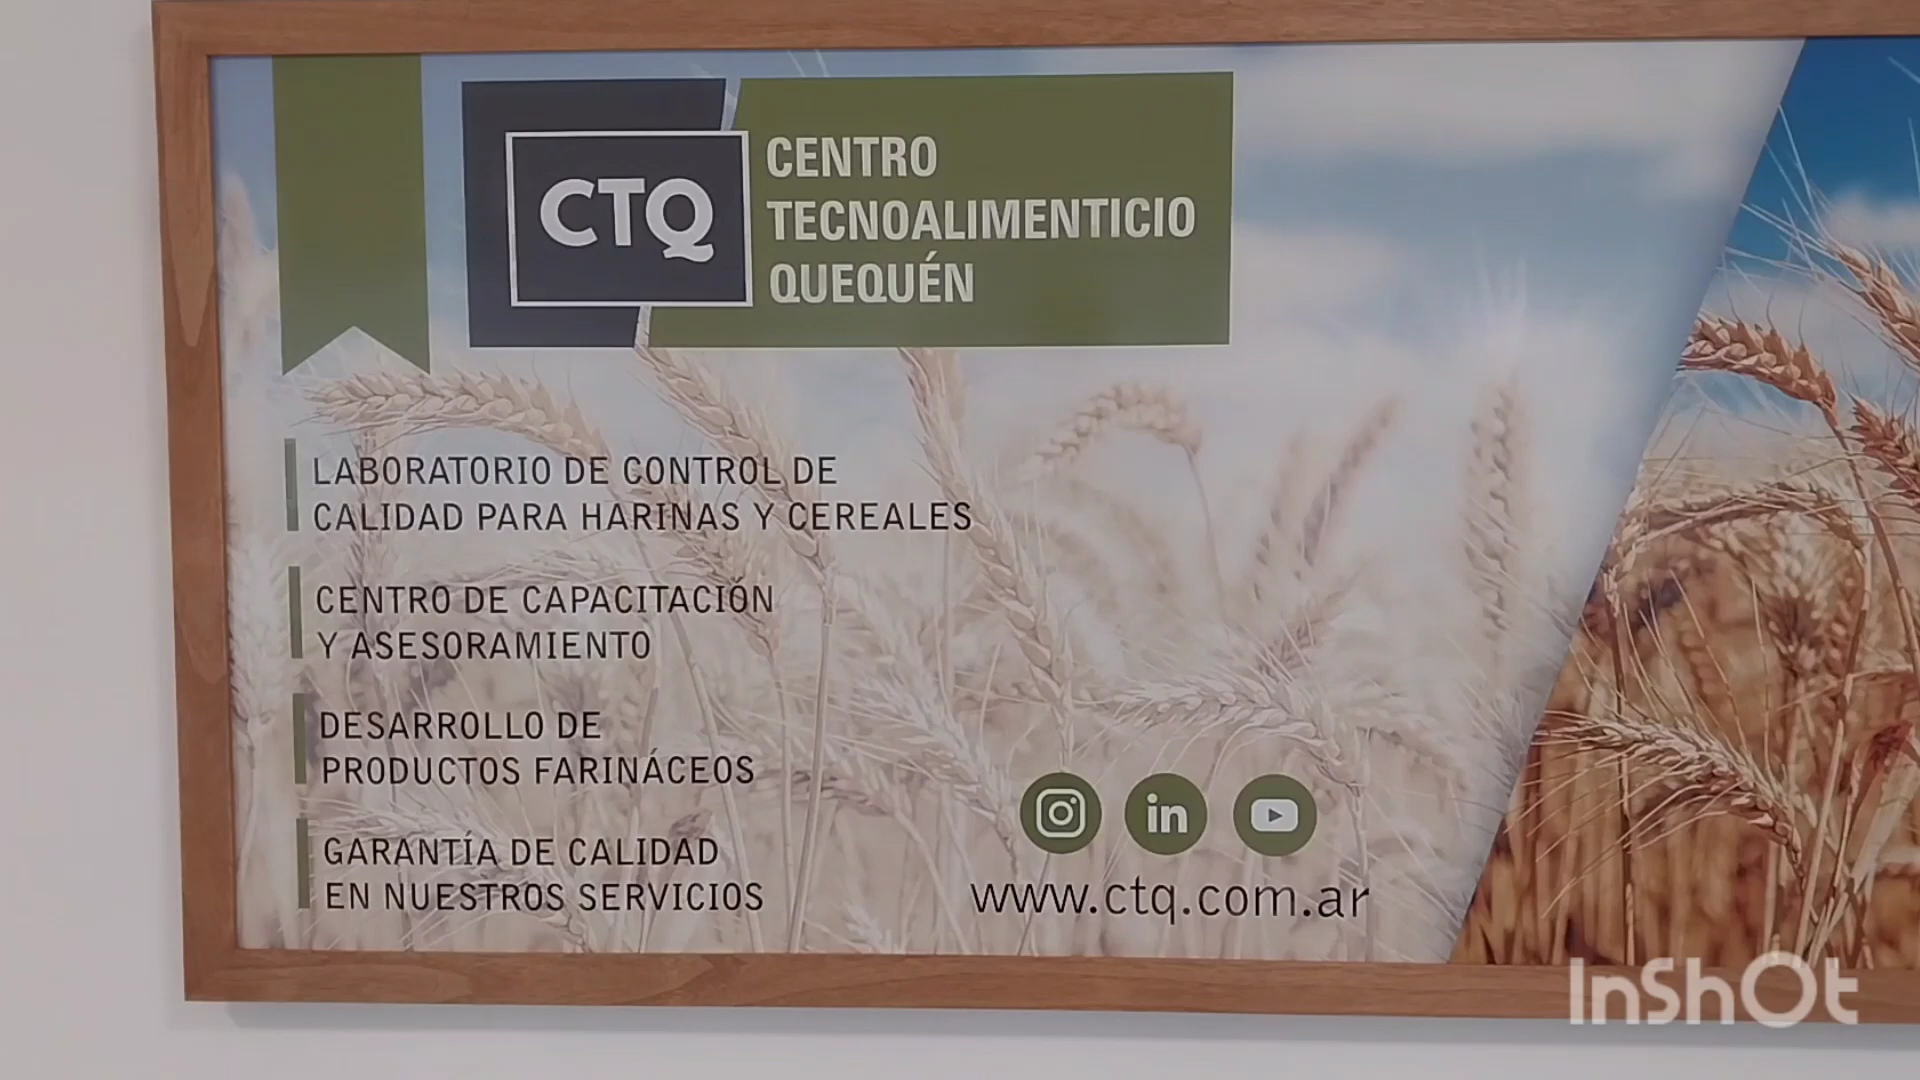 CTQ
CENTRO
TECNOALIMENTICIO
QUEQUÉN
LABORATORIO DE CONTROL DE
CALIDAD PARA HARINAS Y CEREALES
CENTRO DE CAPACITACIÓN
Y ASESORAMIENTO
DESARROLLO DE
PRODUCTOS FARINÁCEOS
GARANTÍA DE CALIDAD
EN NUESTROS SERVICIOS
in
www.ctq.com.ar
InShOt